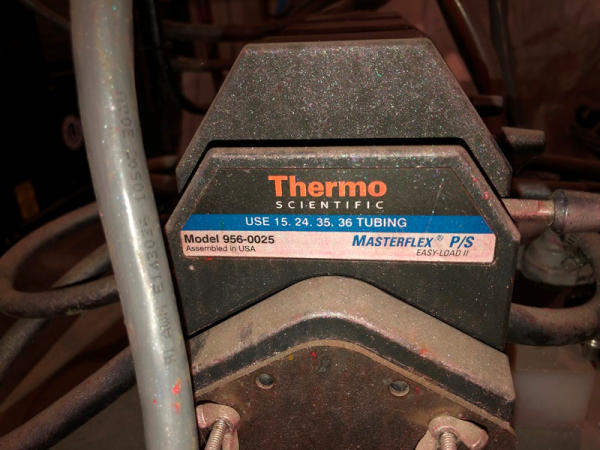 Thermo
SCIENTIFIC
USE 15. 24. 35. 36 TUBING
Model 956-0025
Assembled in USA
MASTERFLEX® P/S
EASY-LOAD II